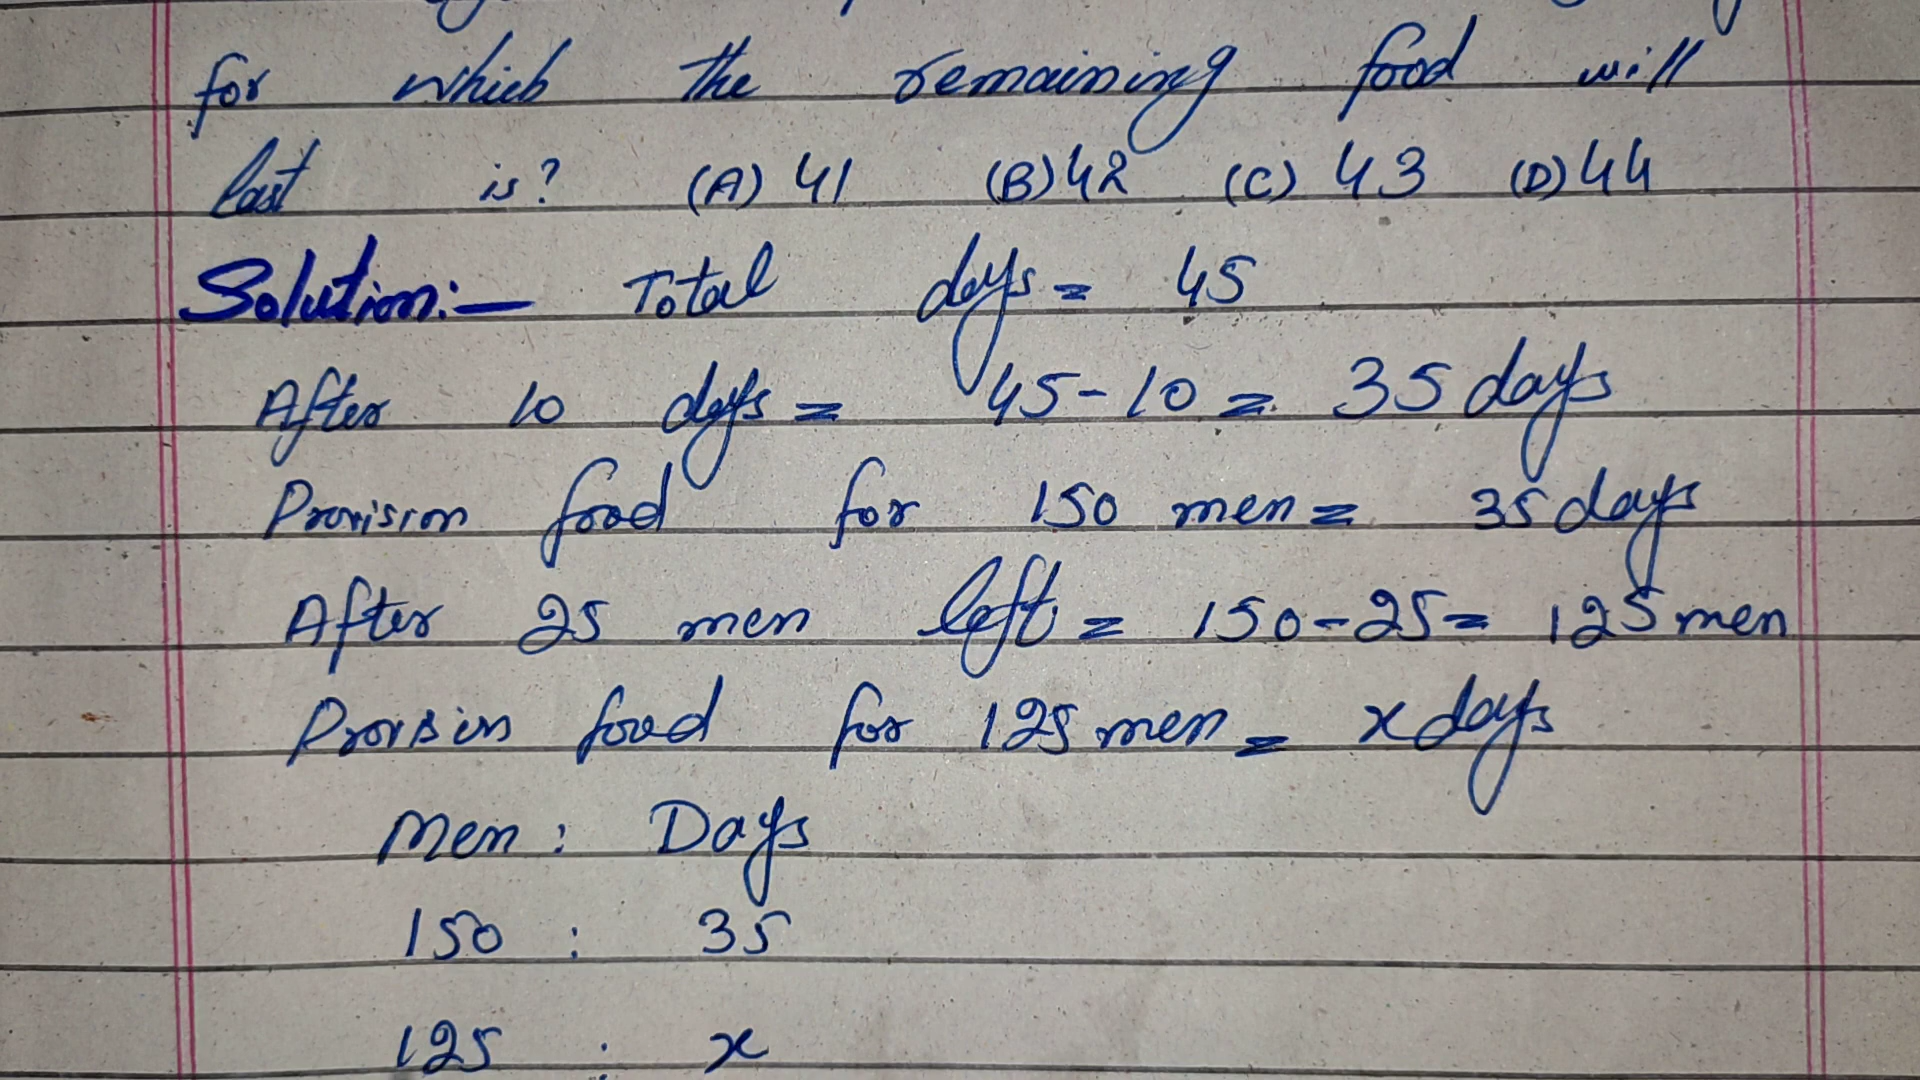 for which the remaining food will
last is? (A) 41 (B) 42 (C) 43 (D) 44
Solution:- Total days = 45
After 10 days = 45-10 = 35 days
Provision food for 150 men = 35 days
After 25 men left = 150-25 = 125 men
Provision food for 125 men = x days
Men : Days
150 : 35
125 : x